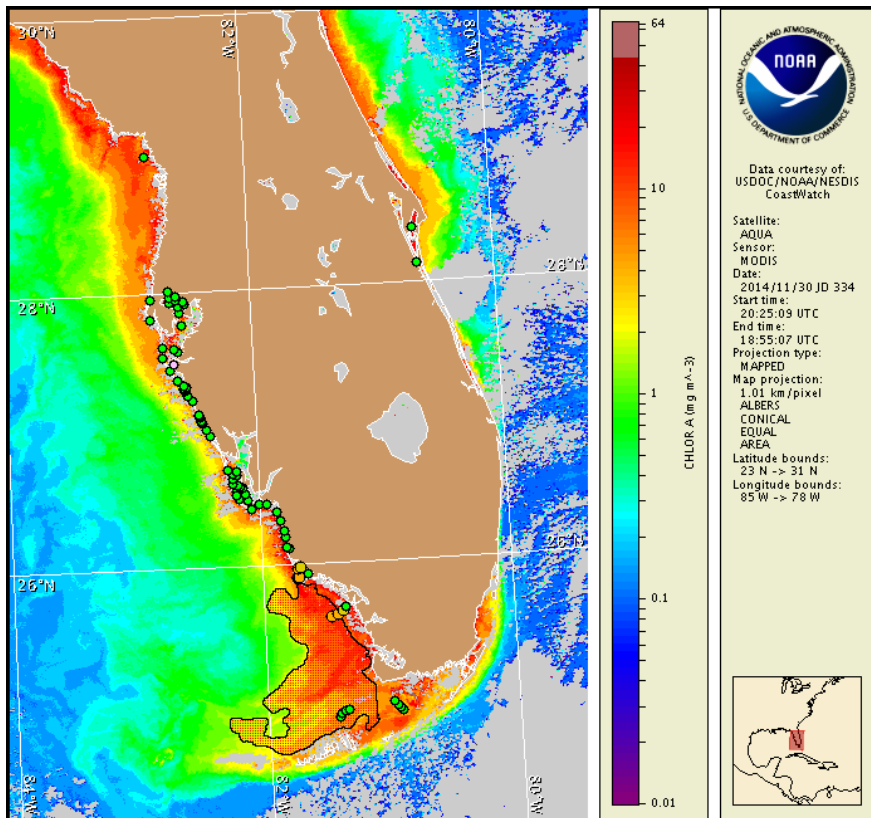 30°N
82°W
80°W
28°N
28°N
26°N
26°N
84°W
82°W
80°W
64
10
1
0.1
0.01
CHLOR A (mg m^-3)
NATIONAL OCEANIC AND ATMOSPHERIC ADMINISTRATION
NOAA
U.S. DEPARTMENT OF COMMERCE
Data courtesy of:
USDOC/NOAA/NESDIS
CoastWatch
Satellite:
AQUA
Sensor:
MODIS
Date:
2014/11/30 JD 334
Start time:
20:25:09 UTC
End time:
18:55:07 UTC
Projection type:
MAPPED
Map projection:
1.01 km/pixel
ALBERS
CONICAL
EQUAL
AREA
Latitude bounds:
23 N -> 31 N
Longitude bounds:
85 W -> 78 W